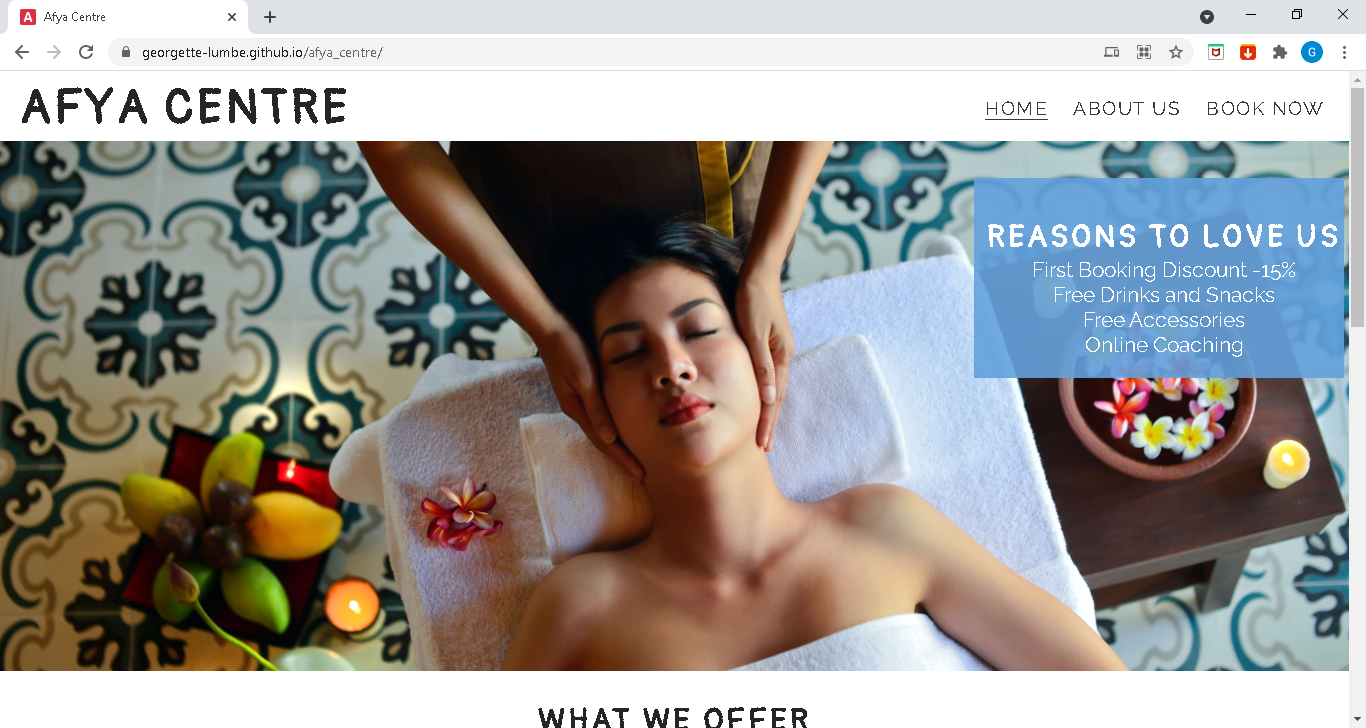 Afya Centre
georgette-lumbe.github.io/afya_centre/
G
AFYA CENTRE
HOME ABOUT US BOOK NOW
REASONS TO LOVE US
First Booking Discount -15%
Free Drinks and Snacks
Free Accessories
Online Coaching
WHAT WE OFFER